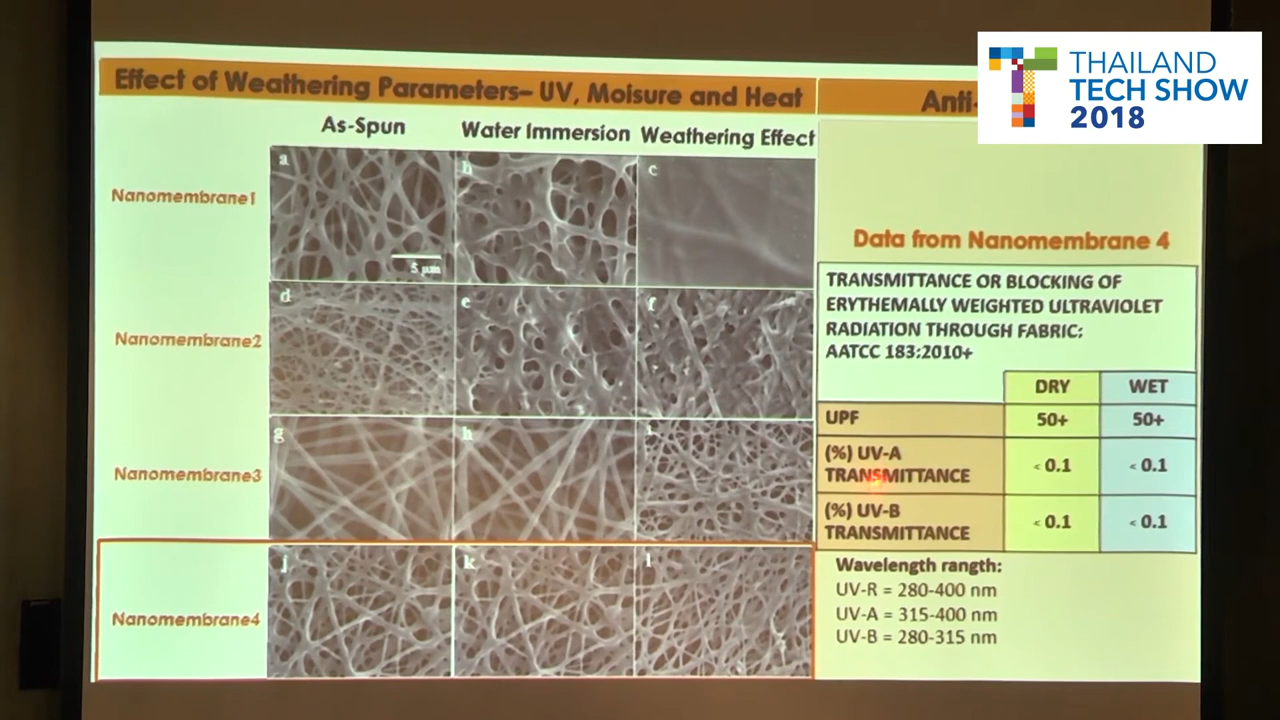 THAILAND
TECH SHOW
2018
Effect of Weathering Parameters– UV, Moisure and Heat
Anti-
As-Spun
Water Immersion
Weathering Effect
Nanomembrane1
a
b
c
5 µm
Nanomembrane2
d
e
f
Nanomembrane3
g
h
i
Nanomembrane4
j
k
l
Data from Nanomembrane 4
TRANSMITTANCE OR BLOCKING OF
ERYTHEMALLY WEIGHTED ULTRAVIOLET
RADIATION THROUGH FABRIC:
AATCC 183:2010+
DRY
WET
UPF
50+
50+
(%) UV-A
TRANSMITTANCE
< 0.1
< 0.1
(%) UV-B
TRANSMITTANCE
< 0.1
< 0.1
Wavelength rangth:
UV-R = 280-400 nm
UV-A = 315-400 nm
UV-B = 280-315 nm